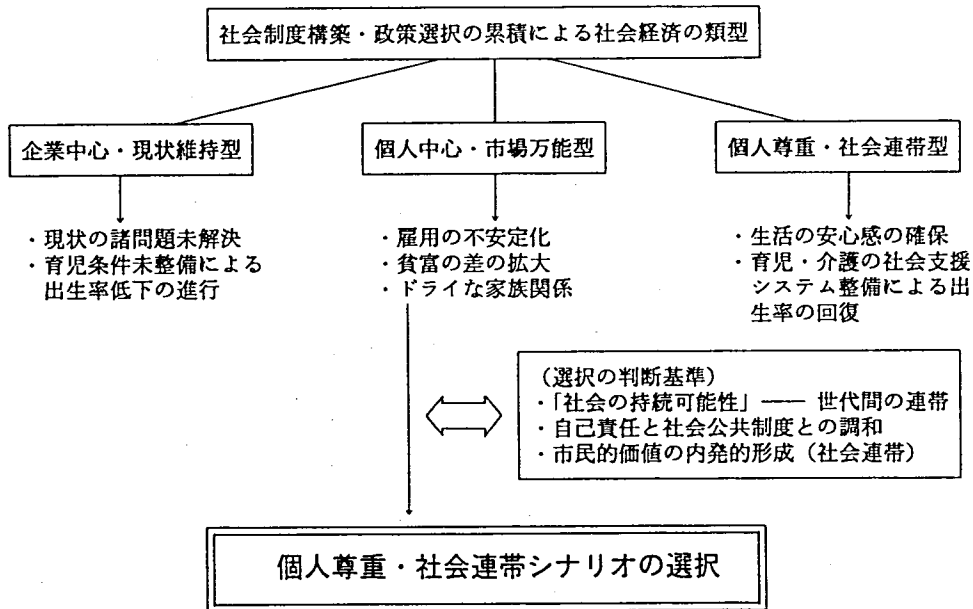 社会制度構築・政策選択の累積による社会経済の類型
企業中心・現状維持型
個人中心・市場万能型
個人尊重・社会連帯型
・現状の諸問題未解決
・育児条件未整備による
出生率低下の進行
・雇用の不安定化
・貧富の差の拡大
・ドライな家族関係
・生活の安心感の確保
・育児・介護の社会支援
システム整備による出
生率の回復
（選択の判断基準）
・「社会の持続可能性」―― 世代間の連帯
・自己責任と社会公共制度との調和
・市民的価値の内発的形成（社会連帯）
個人尊重・社会連帯シナリオの選択